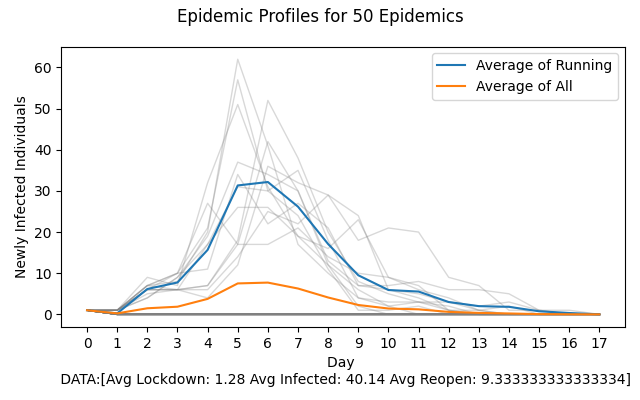 Epidemic Profiles for 50 Epidemics
Newly Infected Individuals
60
50
40
30
20
10
0
Average of Running
Average of All
0 1 2 3 4 5 6 7 8 9 10 11 12 13 14 15 16 17
Day
DATA:[Avg Lockdown: 1.28 Avg Infected: 40.14 Avg Reopen: 9.333333333333334]